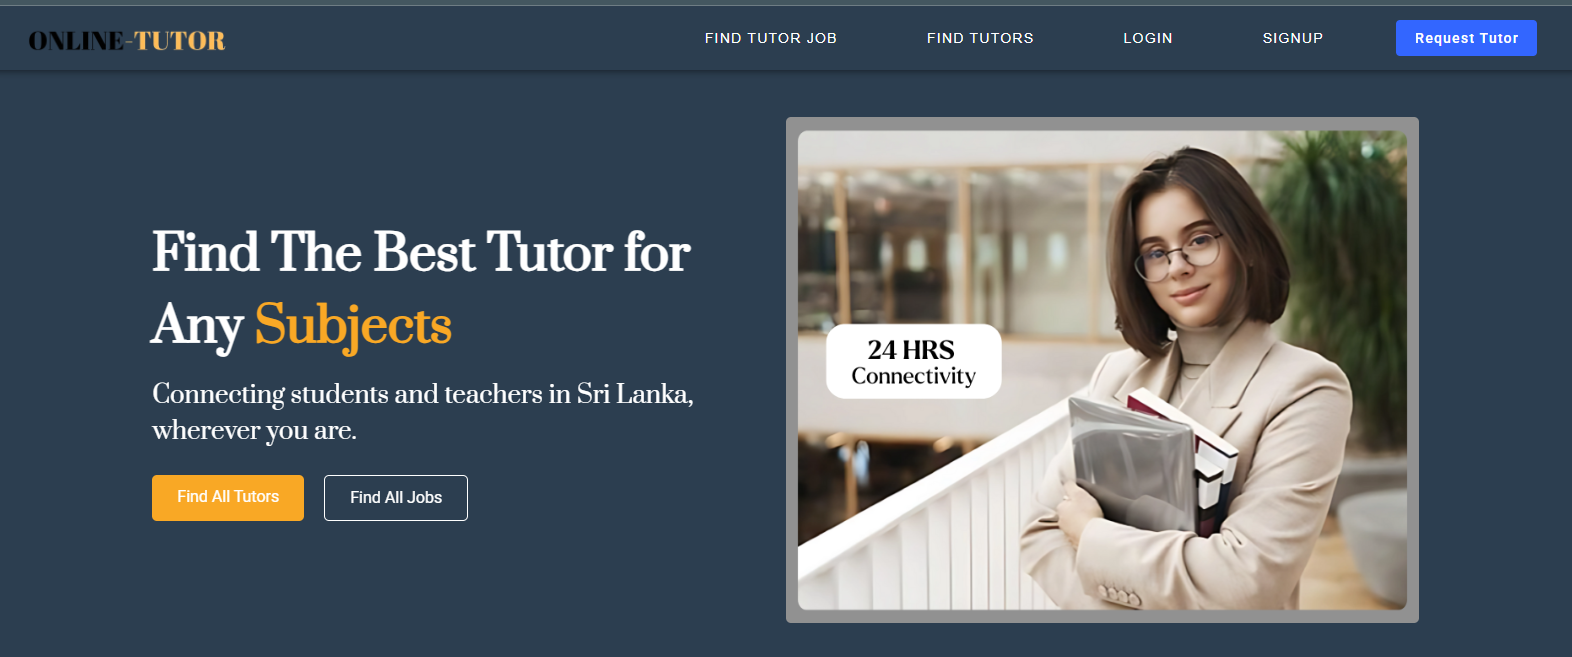 ONLINE-TUTOR
FIND TUTOR JOB
FIND TUTORS
LOGIN
SIGNUP
Request Tutor
Find The Best Tutor for
Any Subjects
Connecting students and teachers in Sri Lanka,
wherever you are.
Find All Tutors
Find All Jobs
24 HRS
Connectivity